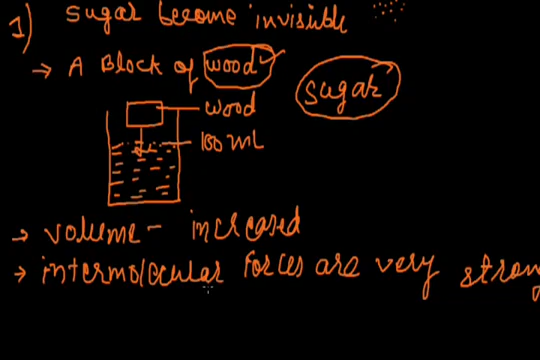 1) Sugar become invisible
→ A Block of wood
Sugar
wood
100 mL
→ volume - increased
→ intermolecular forces are very strong